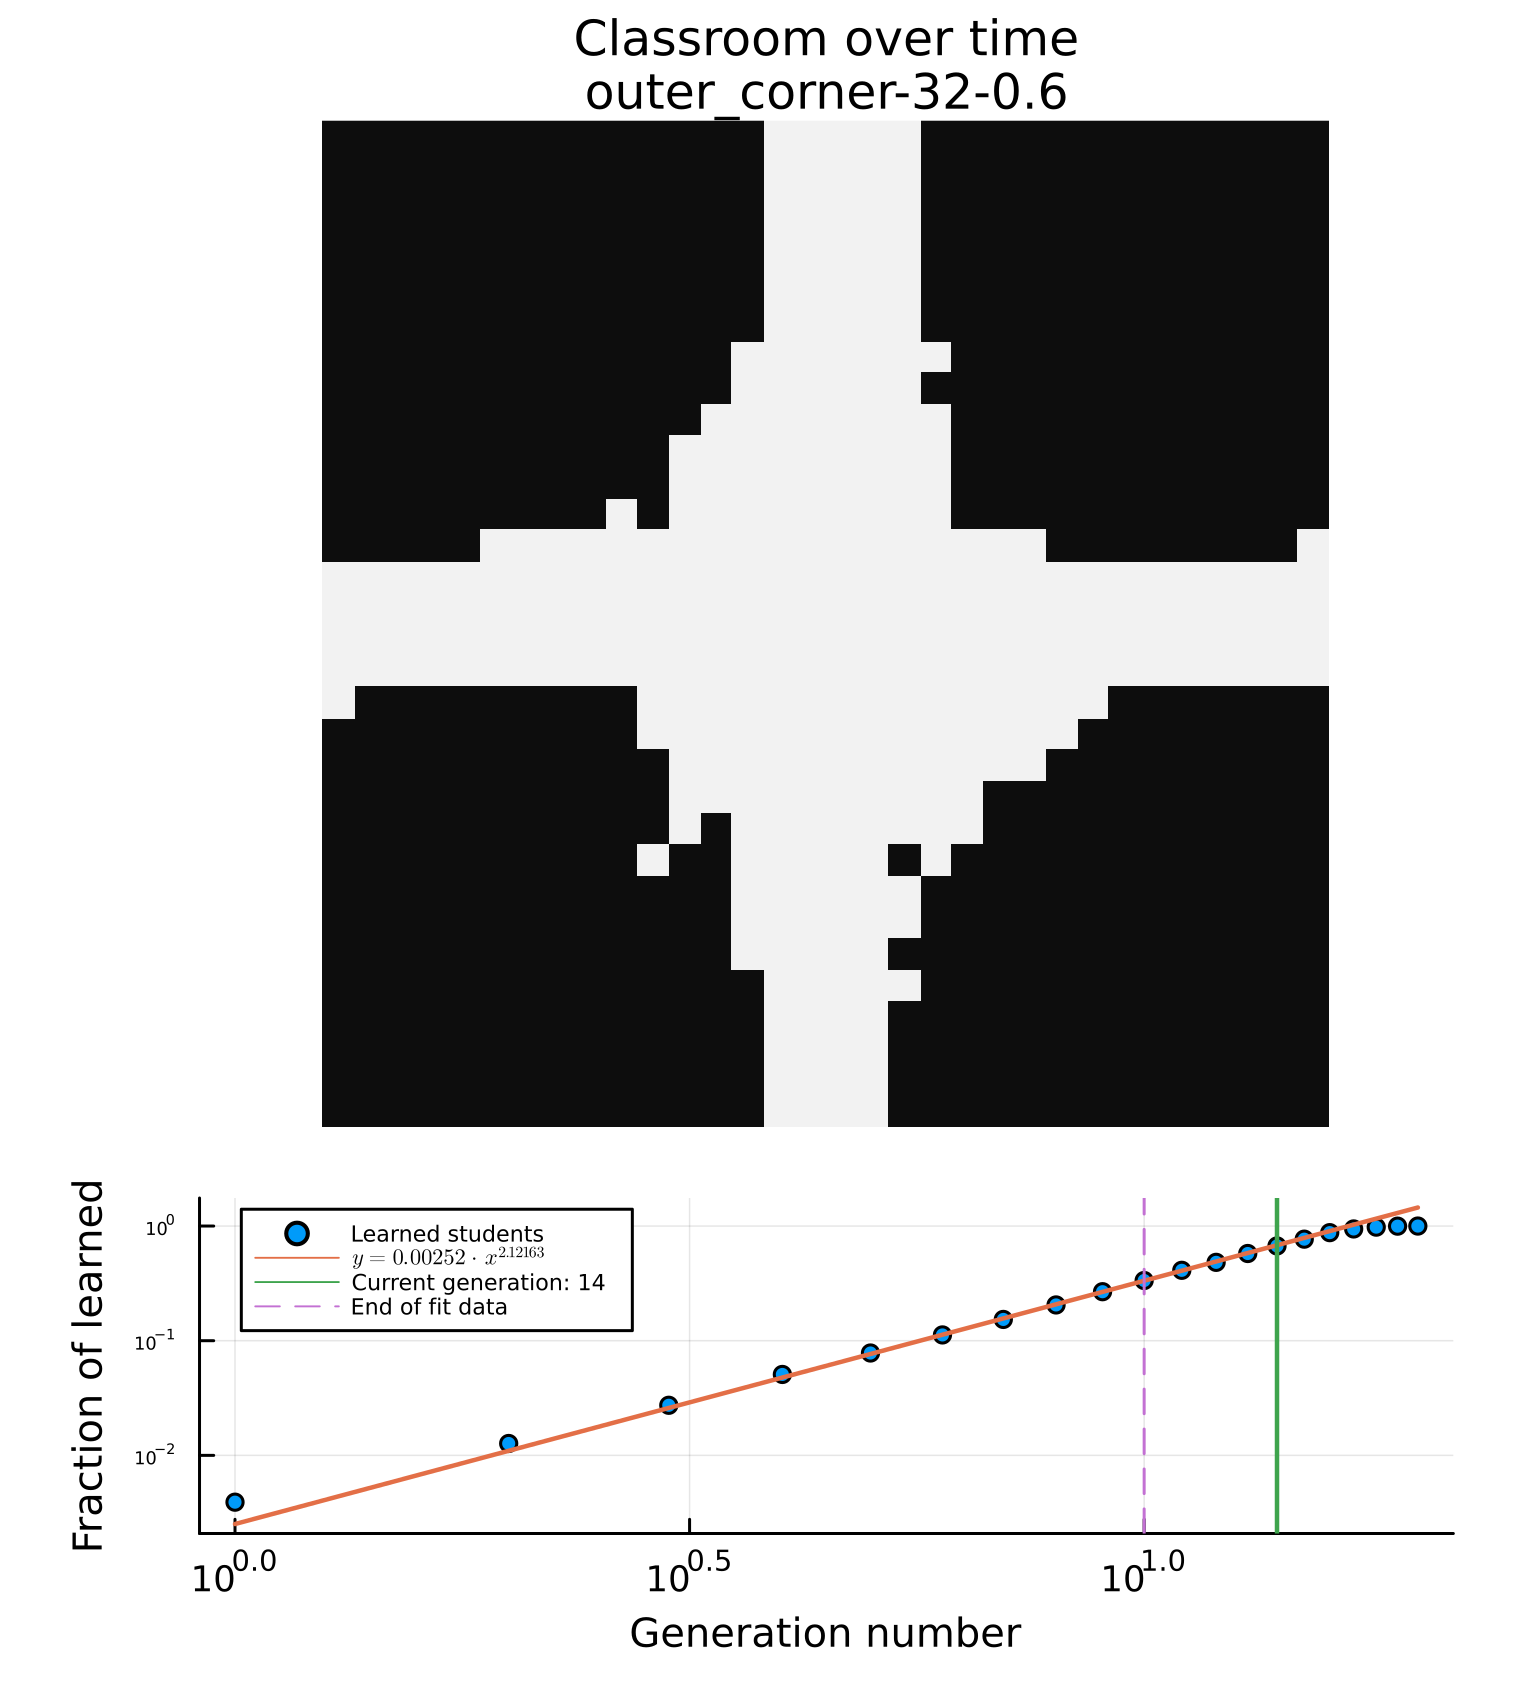 Classroom over time
outer_corner-32-0.6
Fraction of learned
10^0
10^-1
10^-2
Learned students
y = 0.00252 · x^2.12163
Current generation: 14
End of fit data
10^0.0 10^0.5 10^1.0
Generation number